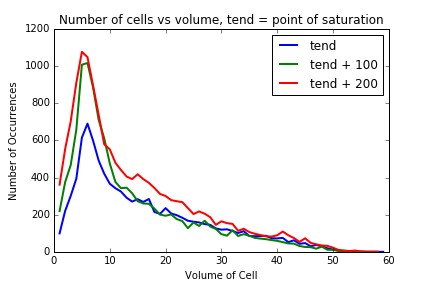 Number of cells vs volume, tend = point of saturation
1200
1000
800
600
400
200
0
Number of Occurrences
tend
tend + 100
tend + 200
0 10 20 30 40 50 60
Volume of Cell